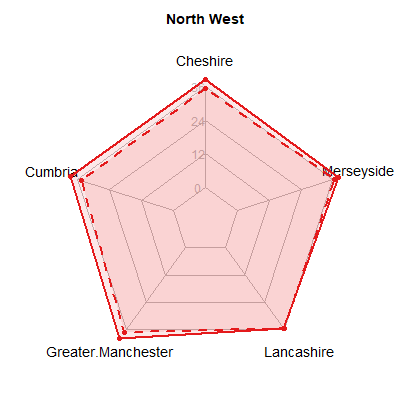 North West
Cheshire
24
12
0
Cumbria
Merseyside
Greater.Manchester
Lancashire